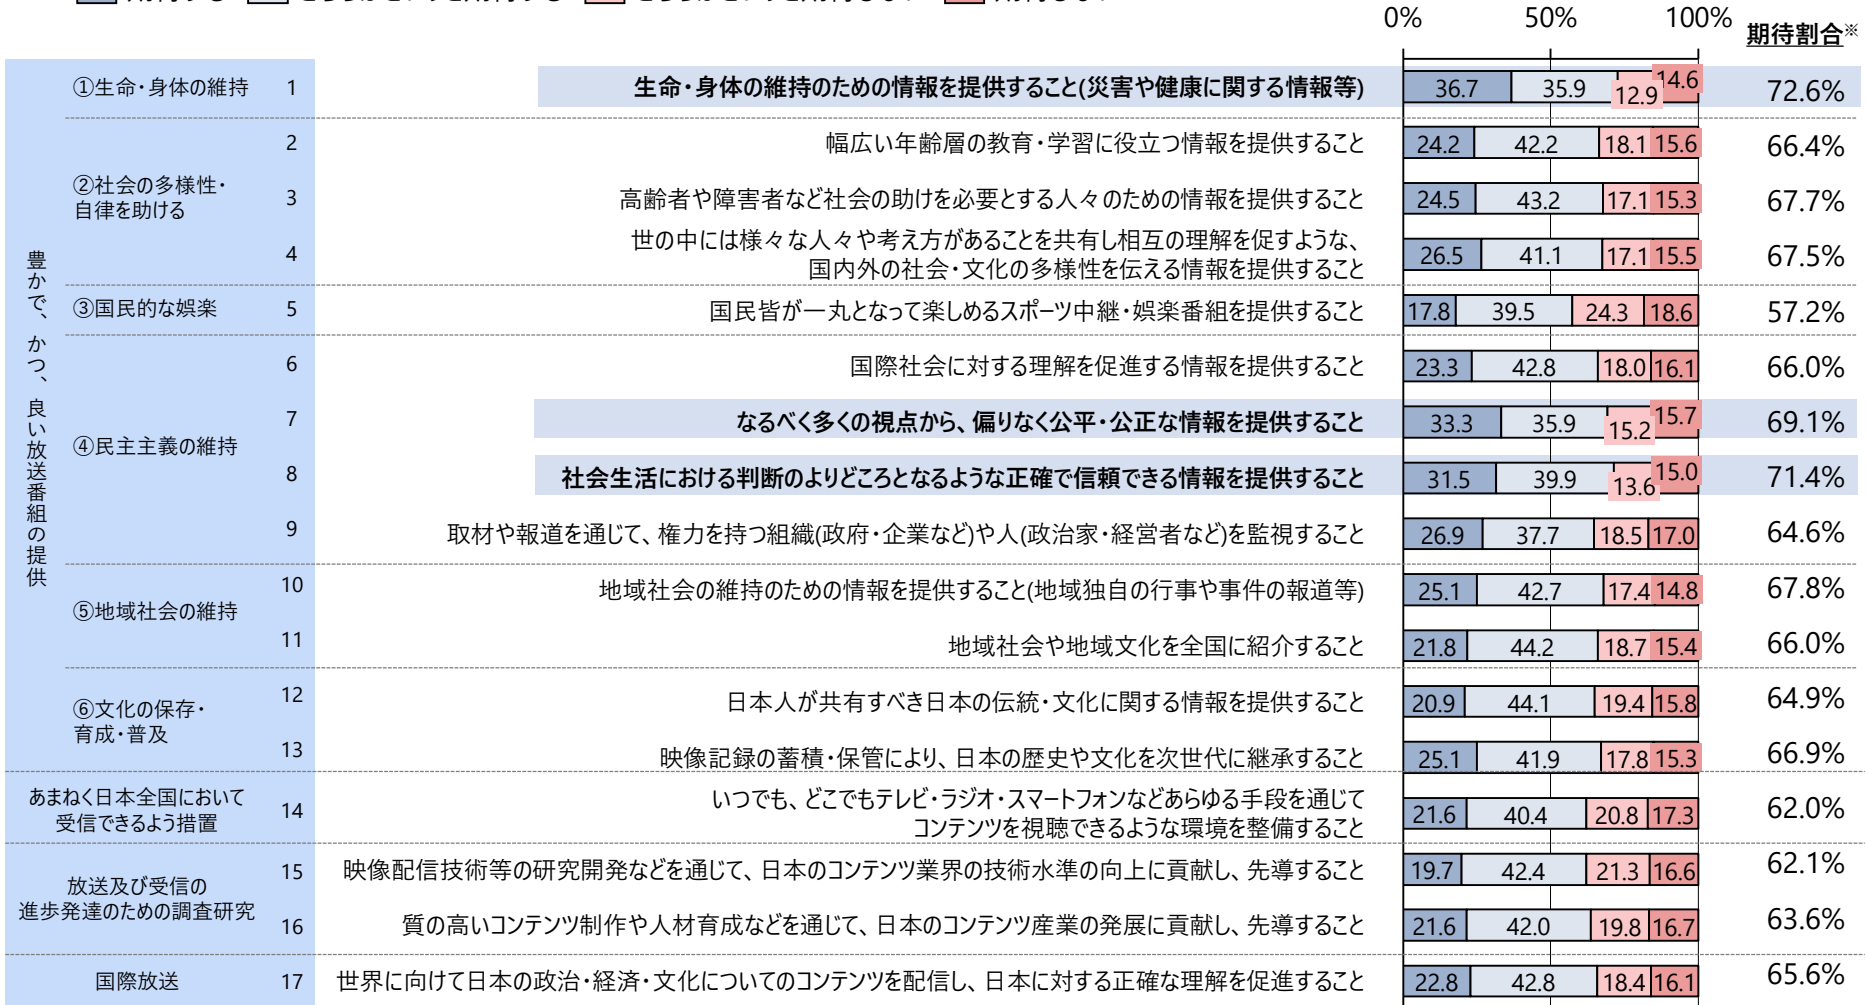 0% 50% 100%
期待割合※
豊かで、かつ、良い放送番組の提供
①生命・身体の維持
1 生命・身体の維持のための情報を提供すること(災害や健康に関する情報等) 36.7 35.9 12.9 14.6 72.6%
②社会の多様性・
自律を助ける
2 幅広い年齢層の教育・学習に役立つ情報を提供すること 24.2 42.2 18.1 15.6 66.4%
3 高齢者や障害者など社会の助けを必要とする人々のための情報を提供すること 24.5 43.2 17.1 15.3 67.7%
世の中には様々な人々や考え方があることを共有し相互の理解を促すような、
4 国内外の社会・文化の多様性を伝える情報を提供すること 26.5 41.1 17.1 15.5 67.5%
③国民的な娯楽
5 国民皆が一丸となって楽しめるスポーツ中継・娯楽番組を提供すること 17.8 39.5 24.3 18.6 57.2%
④民主主義の維持
6 国際社会に対する理解を促進する情報を提供すること 23.3 42.8 18.0 16.1 66.0%
7 なるべく多くの視点から、偏りなく公平・公正な情報を提供すること 33.3 35.9 15.2 15.7 69.1%
8 社会生活における判断のよりどころとなるような正確で信頼できる情報を提供すること 31.5 39.9 13.6 15.0 71.4%
9 取材や報道を通じて、権力を持つ組織(政府・企業など)や人(政治家・経営者など)を監視すること 26.9 37.7 18.5 17.0 64.6%
⑤地域社会の維持
10 地域社会の維持のための情報を提供すること(地域独自の行事や事件の報道等) 25.1 42.7 17.4 14.8 67.8%
11 地域社会や地域文化を全国に紹介すること 21.8 44.2 18.7 15.4 66.0%
⑥文化の保存・
育成・普及
12 日本人が共有すべき日本の伝統・文化に関する情報を提供すること 20.9 44.1 19.4 15.8 64.9%
13 映像記録の蓄積・保管により、日本の歴史や文化を次世代に継承すること 25.1 41.9 17.8 15.3 66.9%
あまねく日本全国において
受信できるよう措置
いつでも、どこでもテレビ・ラジオ・スマートフォンなどあらゆる手段を通じて
14 コンテンツを視聴できるような環境を整備すること 21.6 40.4 20.8 17.3 62.0%
放送及び受信の
進歩発達のための調査研究
15 映像配信技術等の研究開発などを通じて、日本のコンテンツ業界の技術水準の向上に貢献し、先導すること 19.7 42.4 21.3 16.6 62.1%
16 質の高いコンテンツ制作や人材育成などを通じて、日本のコンテンツ産業の発展に貢献し、先導すること 21.6 42.0 19.8 16.7 63.6%
国際放送
17 世界に向けて日本の政治・経済・文化についてのコンテンツを配信し、日本に対する正確な理解を促進すること 22.8 42.8 18.4 16.1 65.6%